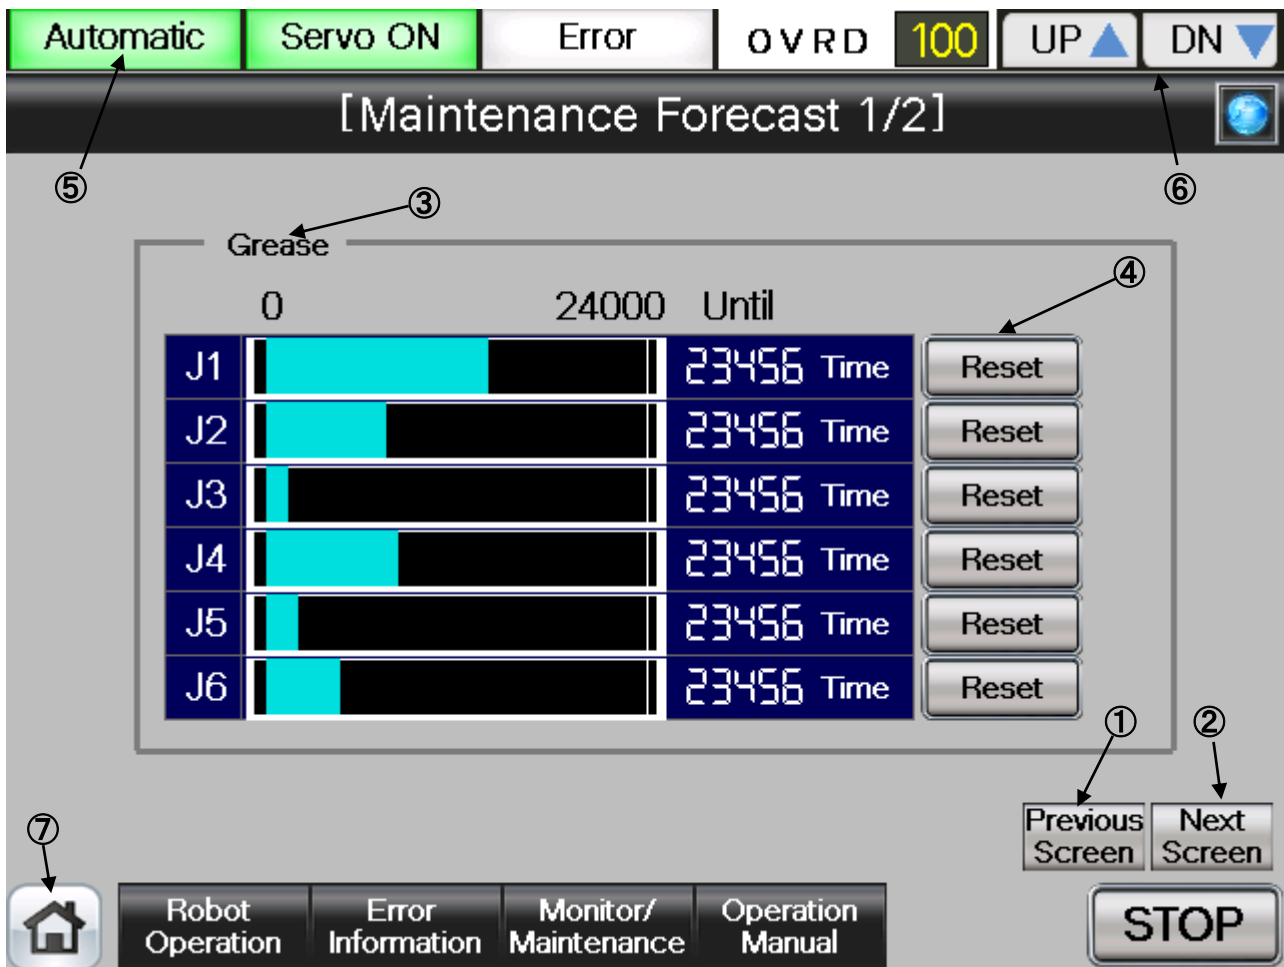 Automatic Servo ON Error OVRD 100 UP DN
[Maintenance Forecast 1/2]
⑤ ⑥
③
Grease
④
0 24000 Until
J1 23456 Time Reset
J2 23456 Time Reset
J3 23456 Time Reset
J4 23456 Time Reset
J5 23456 Time Reset
J6 23456 Time Reset
① ②
Previous Screen
Next Screen
⑦
Robot Operation
Error Information
Monitor/ Maintenance
Operation Manual
STOP